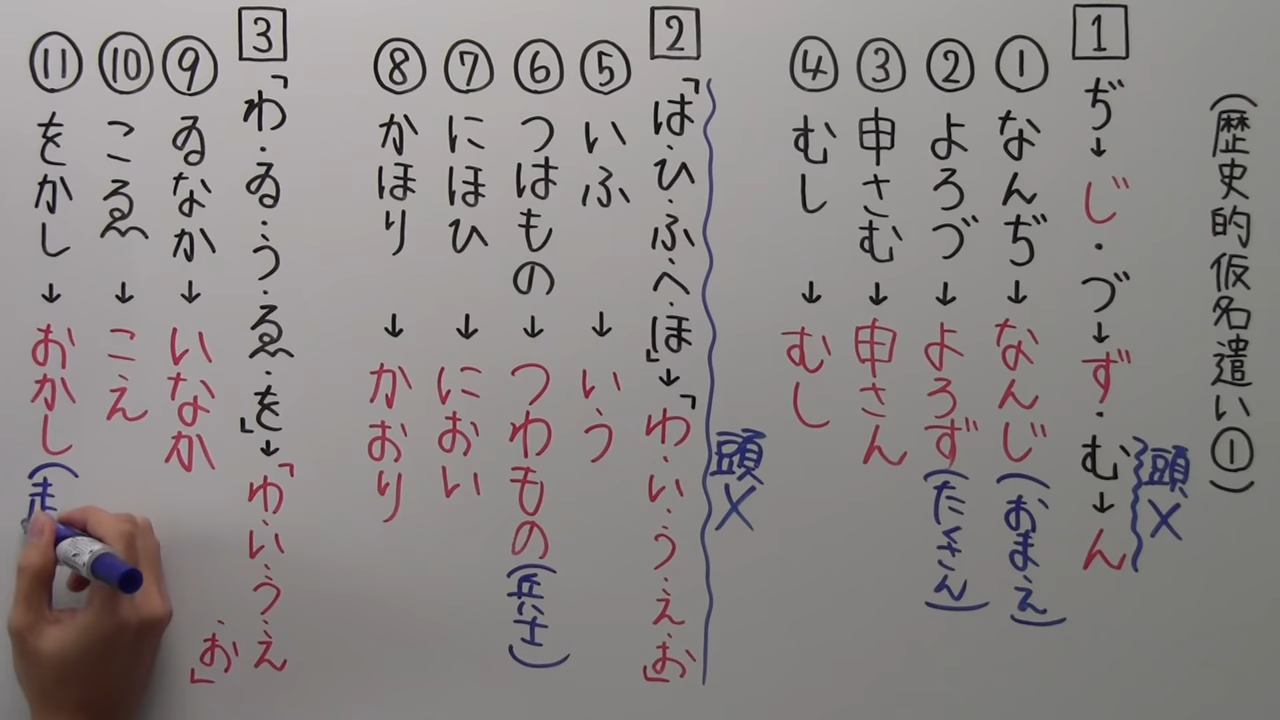 (歴史的仮名遣い①)
1 ぢ→じ・づ→ず・む→ん
頭×
① なんぢ→なんじ(おまえ)
② よろづ→よろず(たくさん)
③ 申さむ→申さん
④ むし→むし
頭×
2 「は・ひ・ふ・へ・ほ」→「わ・い・う・え・お」
⑤ いふ→いう
⑥ つはもの→つわもの(兵士)
⑦ にほひ→におい
⑧ かほり→かおり
3 「わ・ゐ・う・ゑ・を」→「わ・い・う・え・お」
⑨ ゐなか→いなか
⑩ こゑ→こえ
⑪ をかし→おかし(